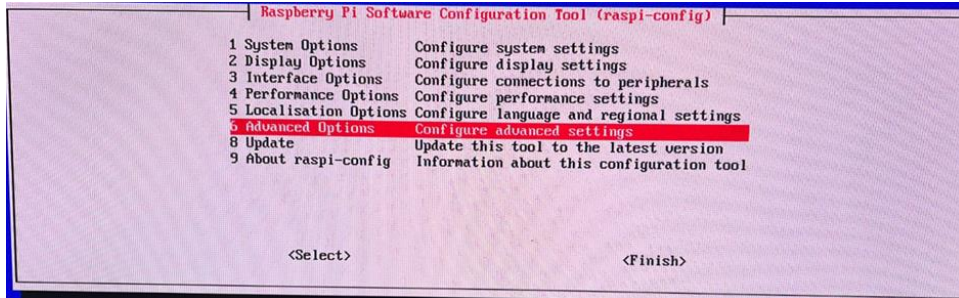 Raspberry Pi Software Configuration Tool (raspi-config)
1 System Options Configure system settings
2 Display Options Configure display settings
3 Interface Options Configure connections to peripherals
4 Performance Options Configure performance settings
5 Localisation Options Configure language and regional settings
6 Advanced Options Configure advanced settings
8 Update Update this tool to the latest version
9 About raspi-config Information about this configuration tool
<Select> <Finish>